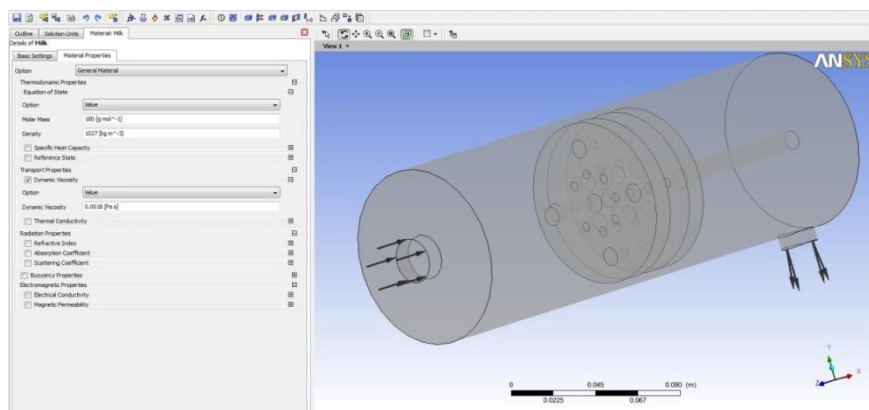 Outline Solution Units Material: Milk
Details of Milk
Basic Settings Material Properties
Option General Material
Thermodynamic Properties
Equation of State
Option Value
Molar Mass 180 [g mol^-1]
Density 1027 [kg m^-3]
Specific Heat Capacity
Reference State
Transport Properties
Dynamic Viscosity
Option Value
Dynamic Viscosity 0.0018 [Pa s]
Thermal Conductivity
Radiation Properties
Refractive Index
Absorption Coefficient
Scattering Coefficient
Buoyancy Properties
Electromagnetic Properties
Electrical Conductivity
Magnetic Permeability
View 1
ANSYS
Y
Z X
0 0.045 0.090 (m)
0.0225 0.067